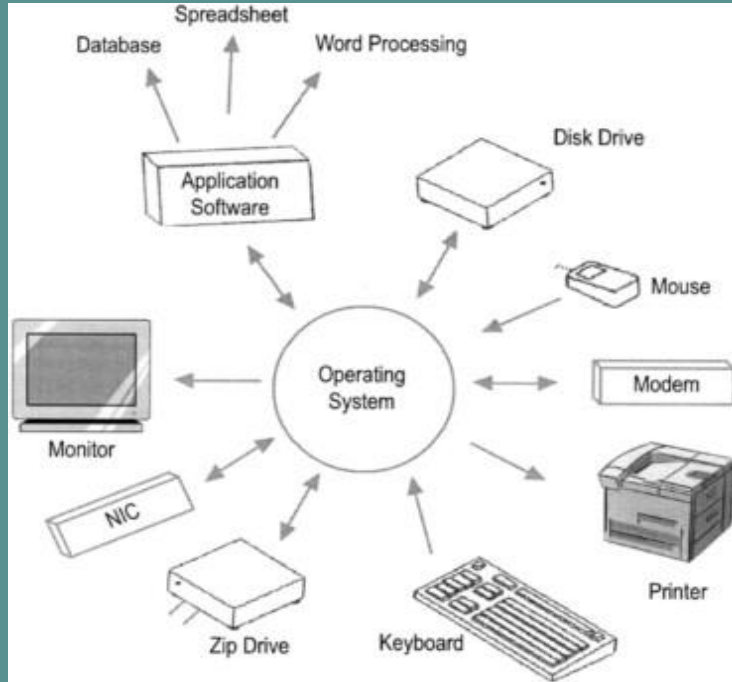 Spreadsheet
Database
Word Processing
Disk Drive
Application
Software
Mouse
Operating
System
Modem
Monitor
NIC
Printer
Zip Drive
Keyboard